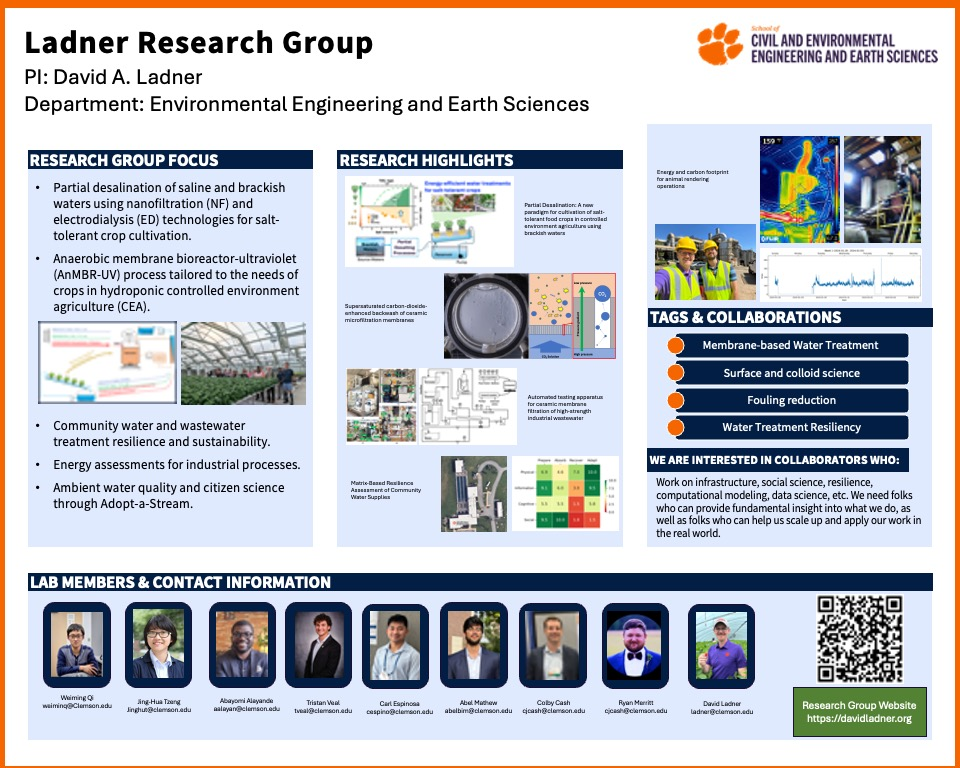 Ladner Research Group
PI: David A. Ladner
Department: Environmental Engineering and Earth Sciences
School of
CIVIL AND ENVIRONMENTAL
ENGINEERING AND EARTH SCIENCES
RESEARCH GROUP FOCUS
• Partial desalination of saline and brackish
waters using nanofiltration (NF) and
electrodialysis (ED) technologies for salt-
tolerant crop cultivation.
• Anaerobic membrane bioreactor-ultraviolet
(AnMBR-UV) process tailored to the needs of
crops in hydroponic controlled environment
agriculture (CEA).
• Community water and wastewater
treatment resilience and sustainability.
• Energy assessments for industrial processes.
• Ambient water quality and citizen science
through Adopt-a-Stream.
RESEARCH HIGHLIGHTS
Energy-efficient water treatments
for salt-tolerant crops
Partial Desalination: A new
paradigm for cultivation of salt-
tolerant food crops in controlled
environment agriculture using
brackish waters
Supersaturated carbon-dioxide-
enhanced backwash of ceramic
microfiltration membranes
CO₂
Automated testing apparatus
for ceramic membrane
filtration of high-strength
industrial wastewater
Matrix-Based Resilience
Assessment of Community
Water Supplies
Energy and carbon footprint
for animal rendering
operations
159
TAGS & COLLABORATIONS
Membrane-based Water Treatment
Surface and colloid science
Fouling reduction
Water Treatment Resiliency
WE ARE INTERESTED IN COLLABORATORS WHO:
Work on infrastructure, social science, resilience,
computational modeling, data science, etc. We need folks
who can provide fundamental insight into what we do, as
well as folks who can help us scale up and apply our work in
the real world.
LAB MEMBERS & CONTACT INFORMATION
Weiming Qi
weiminq@Clemson.edu
Jing-Hua Tzeng
Jinghut@clemson.edu
Abayomi Alayande
aalayan@clemson.edu
Tristan Veal
tveal@clemson.edu
Carl Espinosa
cespino@clemson.edu
Abel Mathew
abelbim@clemson.edu
Colby Cash
cjcash@clemson.edu
Ryan Merritt
cjcash@clemson.edu
David Ladner
ladner@clemson.edu
Research Group Website
https://davidladner.org